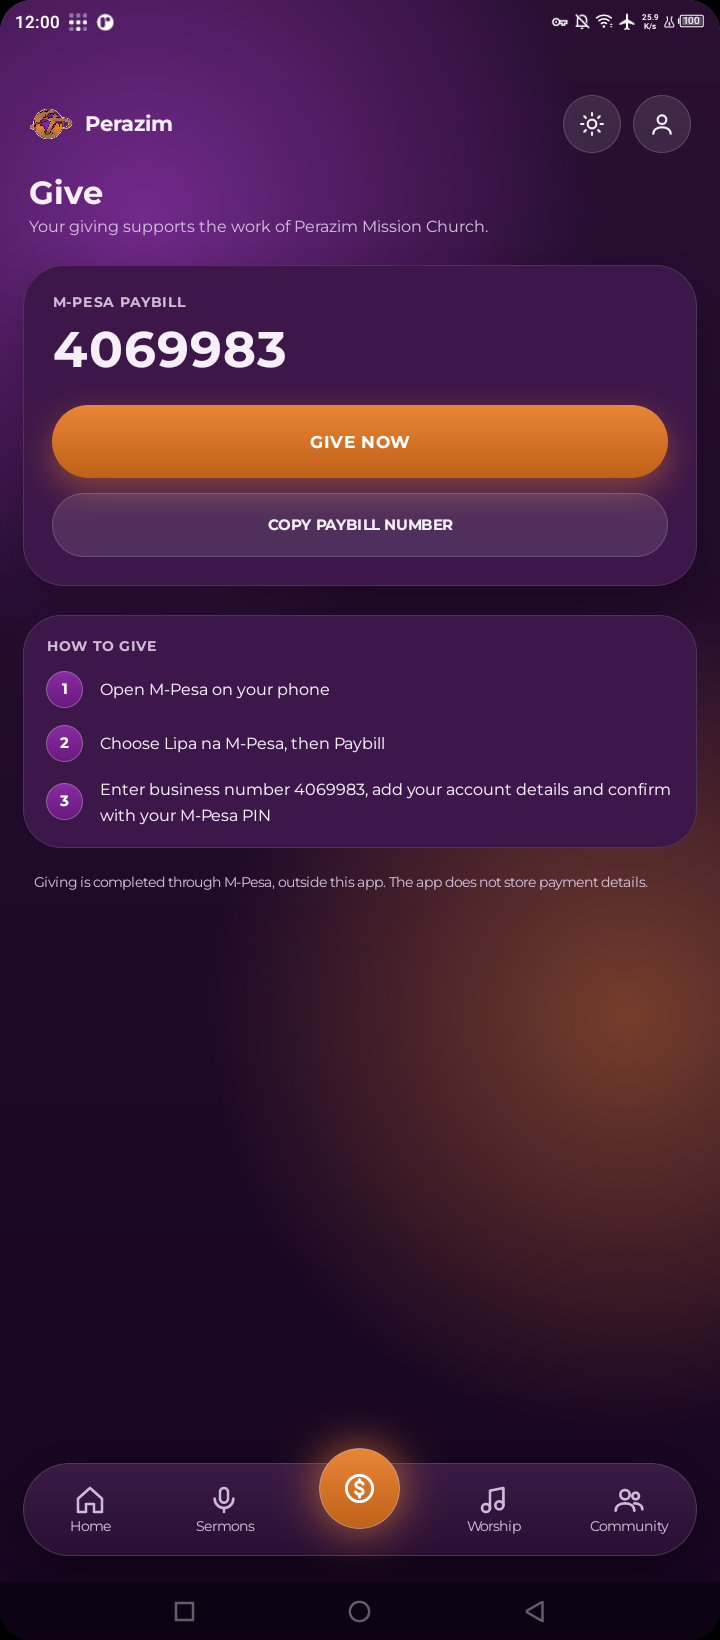 12:00
25.9
K/s
100
Perazim
Give
Your giving supports the work of Perazim Mission Church.
M-PESA PAYBILL
4069983
GIVE NOW
COPY PAYBILL NUMBER
HOW TO GIVE
1 Open M-Pesa on your phone
2 Choose Lipa na M-Pesa, then Paybill
3 Enter business number 4069983, add your account details and confirm
with your M-Pesa PIN
Giving is completed through M-Pesa, outside this app. The app does not store payment details.
Home Sermons Worship Community